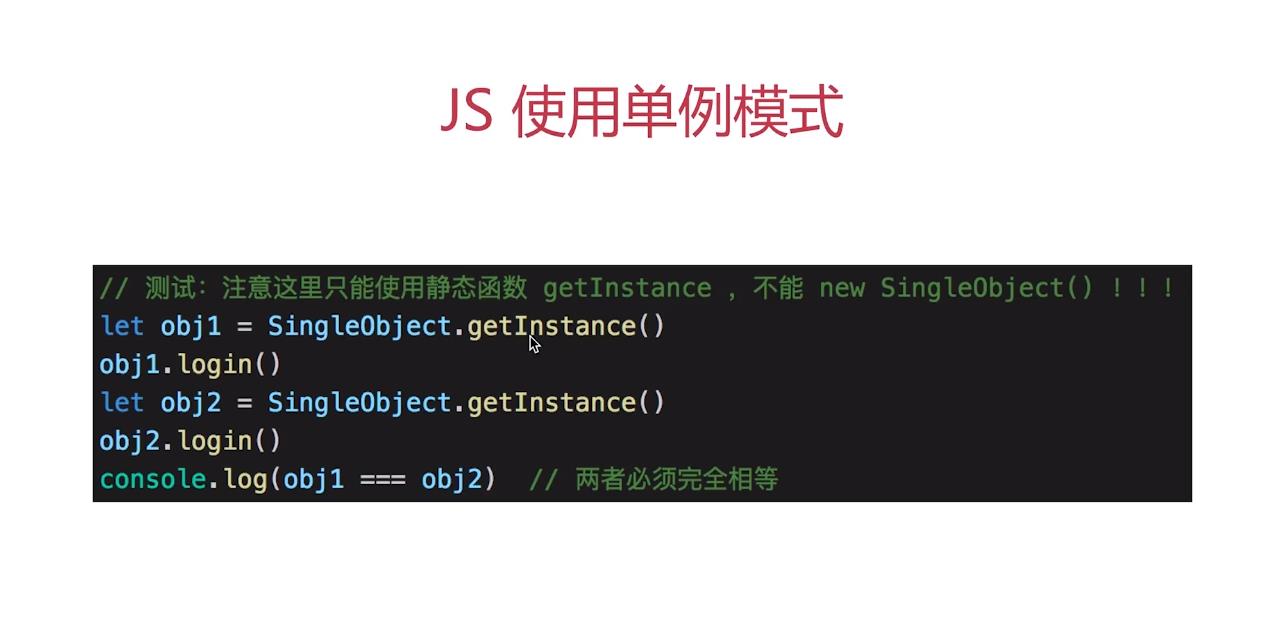 JS 使用单例模式
// 测试：注意这里只能使用静态函数 getInstance ，不能 new SingleObject()！！！
let obj1 = SingleObject.getInstance()
obj1.login()
let obj2 = SingleObject.getInstance()
obj2.login()
console.log(obj1 === obj2)  // 两者必须完全相等